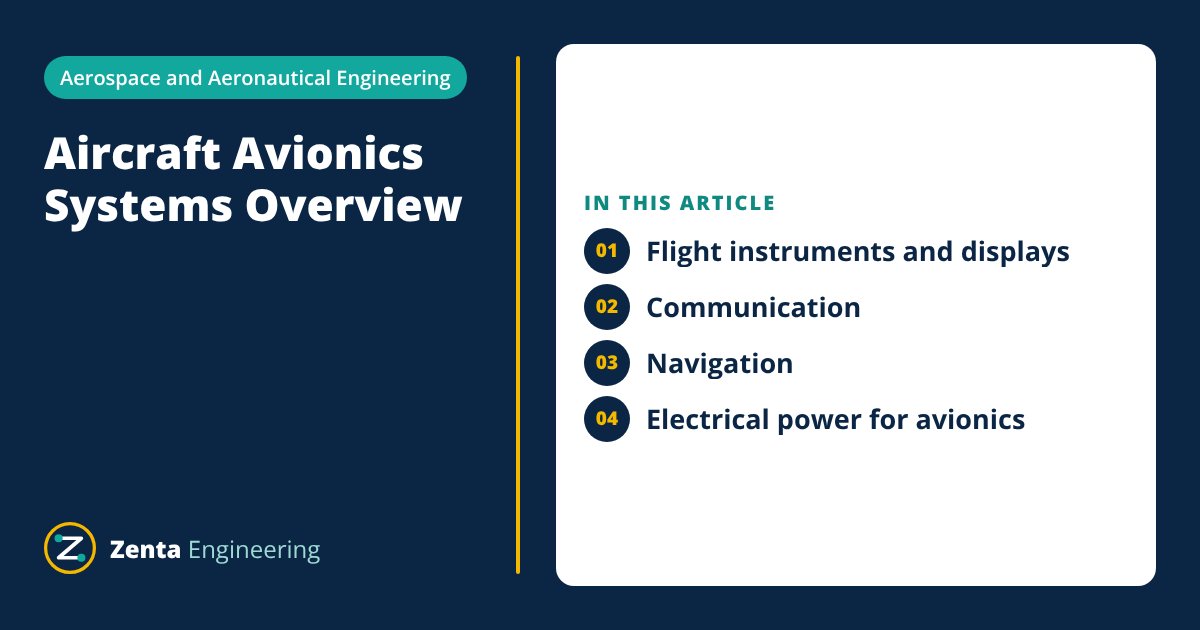 Aerospace and Aeronautical Engineering
Aircraft Avionics
Systems Overview
Zenta Engineering
IN THIS ARTICLE
01 Flight instruments and displays
02 Communication
03 Navigation
04 Electrical power for avionics